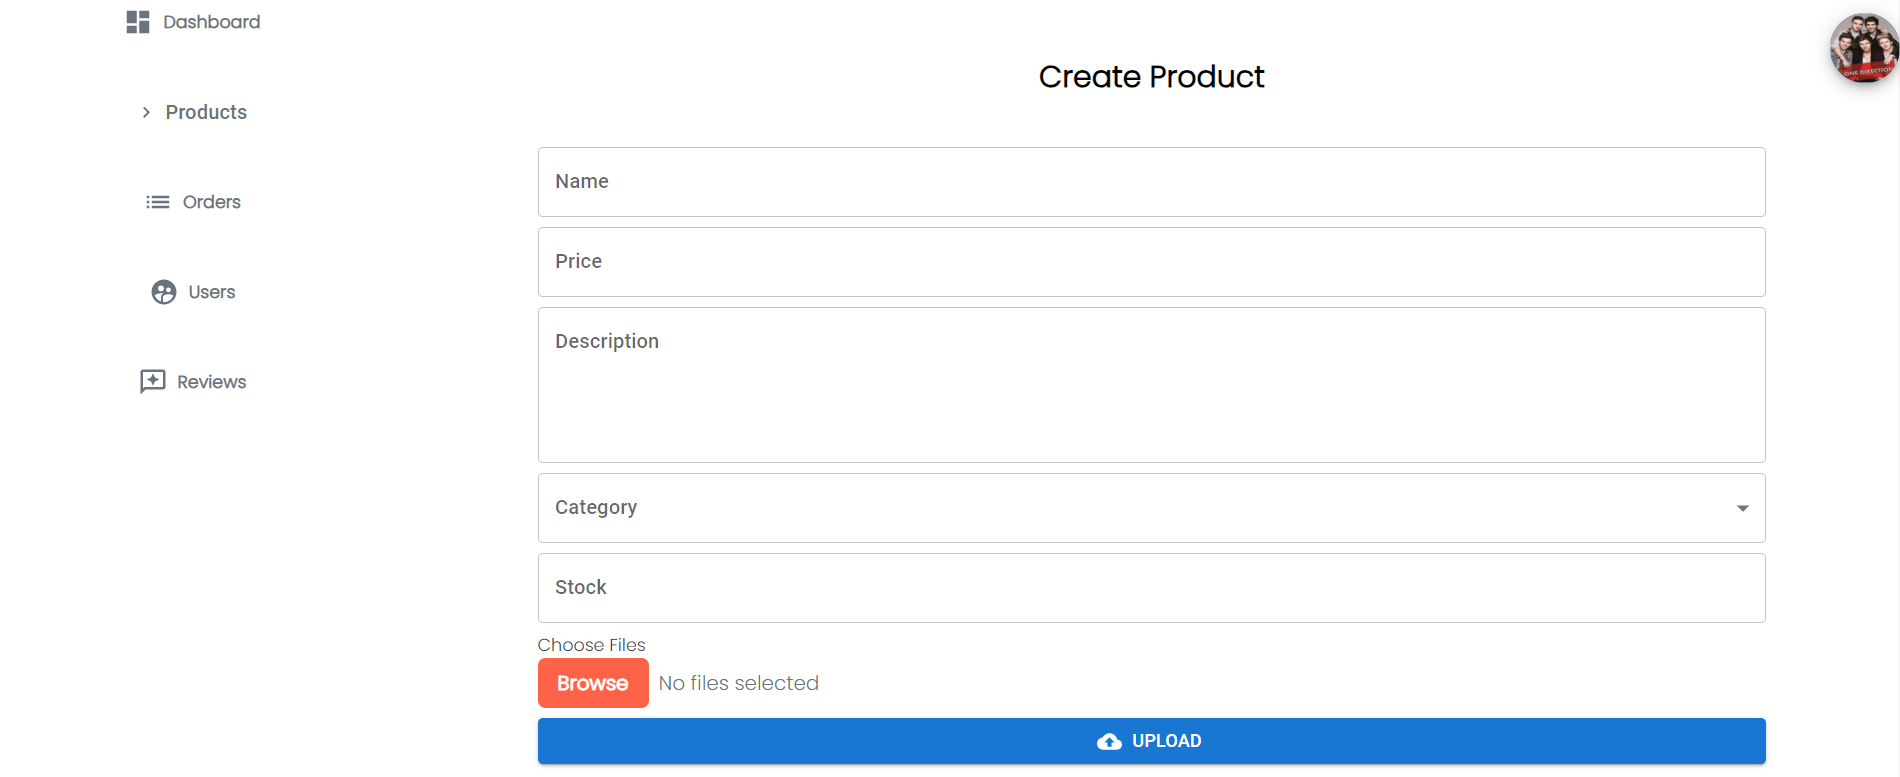 Dashboard
Products
Orders
Users
Reviews
Create Product
Name
Price
Description
Category
Stock
Choose Files
Browse No files selected
UPLOAD
ONE DIRECTION